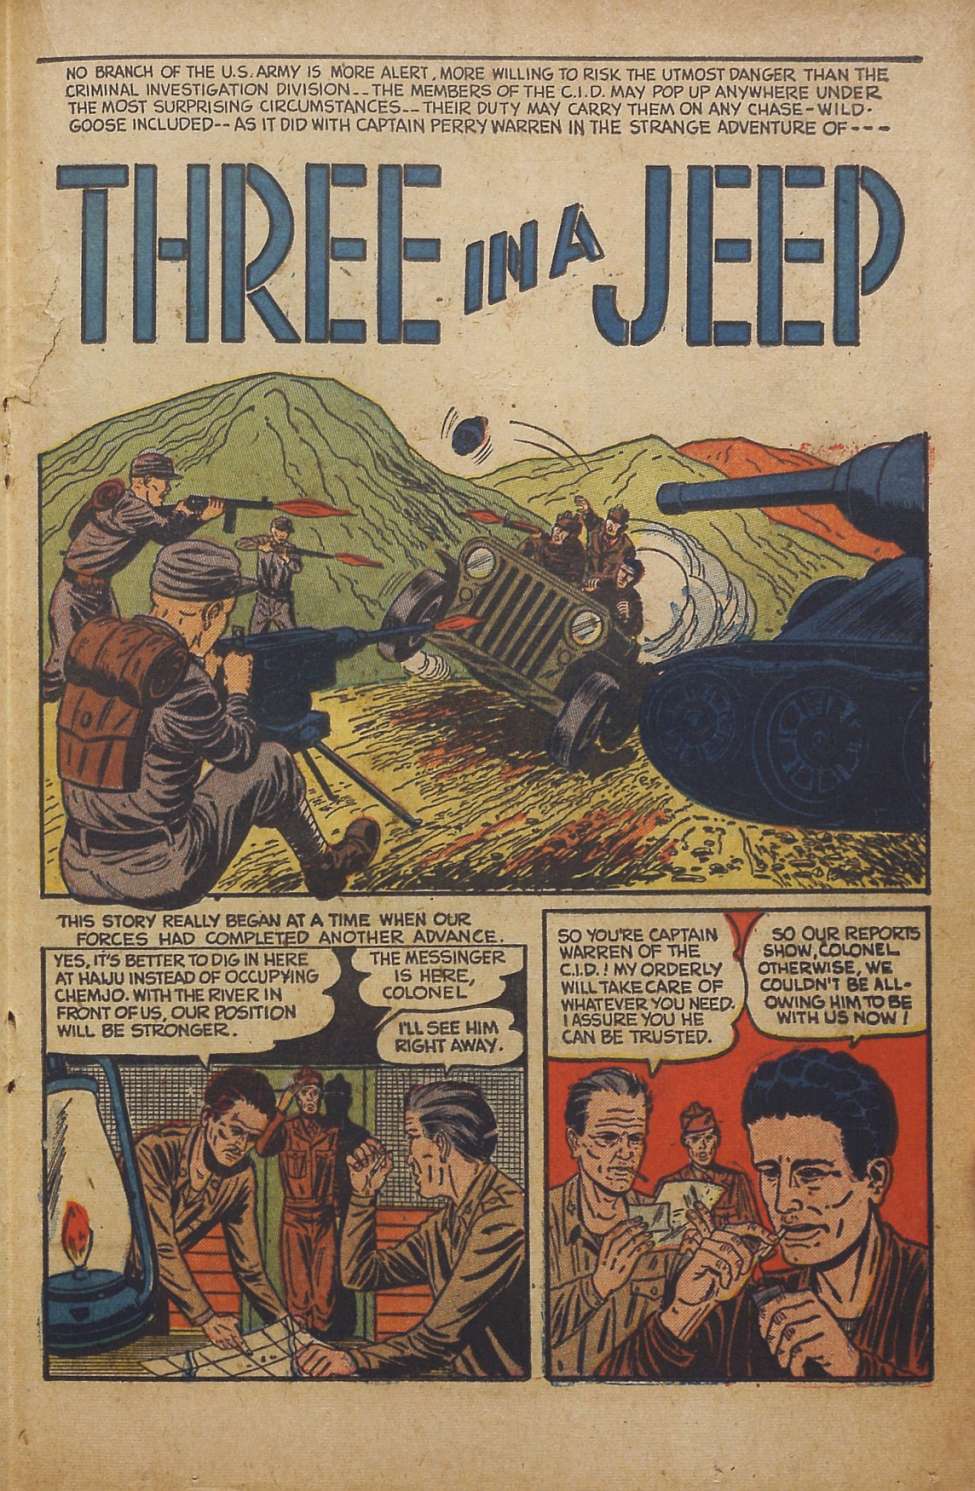 NO BRANCH OF THE U.S. ARMY IS MORE ALERT, MORE WILLING TO RISK THE UTMOST DANGER THAN THE
CRIMINAL INVESTIGATION DIVISION--THE MEMBERS OF THE C.I.D. MAY POP UP ANYWHERE UNDER
THE MOST SURPRISING CIRCUMSTANCES--THEIR DUTY MAY CARRY THEM ON ANY CHASE-WILD-
GOOSE INCLUDED--AS IT DID WITH CAPTAIN PERRY WARREN IN THE STRANGE ADVENTURE OF---
THREE IN A JEEP
THIS STORY REALLY BEGAN AT A TIME WHEN OUR
FORCES HAD COMPLETED ANOTHER ADVANCE.
YES, IT'S BETTER TO DIG IN HERE
AT HAIJU INSTEAD OF OCCUPYING
CHEMJO. WITH THE RIVER IN
FRONT OF US, OUR POSITION
WILL BE STRONGER.
THE MESSINGER
IS HERE,
COLONEL
I'LL SEE HIM
RIGHT AWAY.
SO YOU'RE CAPTAIN
WARREN OF THE
C.I.D.! MY ORDERLY
WILL TAKE CARE OF
WHATEVER YOU NEED.
I ASSURE YOU HE
CAN BE TRUSTED.
SO OUR REPORTS
SHOW, COLONEL.
OTHERWISE, WE
COULDN'T BE ALL-
OWING HIM TO BE
WITH US NOW!